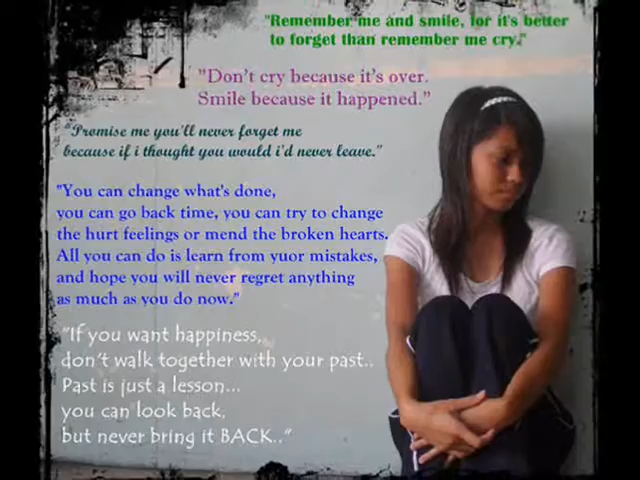 "Remember me and smile, for it's better
to forget than remember me cry."
"Don't cry because it's over.
Smile because it happened."
"Promise me you'll never forget me
because if i thought you would i'd never leave."
"You can change what's done,
you can go back time, you can try to change
the hurt feelings or mend the broken hearts.
All you can do is learn from yuor mistakes,
and hope you will never regret anything
as much as you do now."
"If you want happiness,
don't walk together with your past..
Past is just a lesson...
you can look back,
but never bring it BACK.."